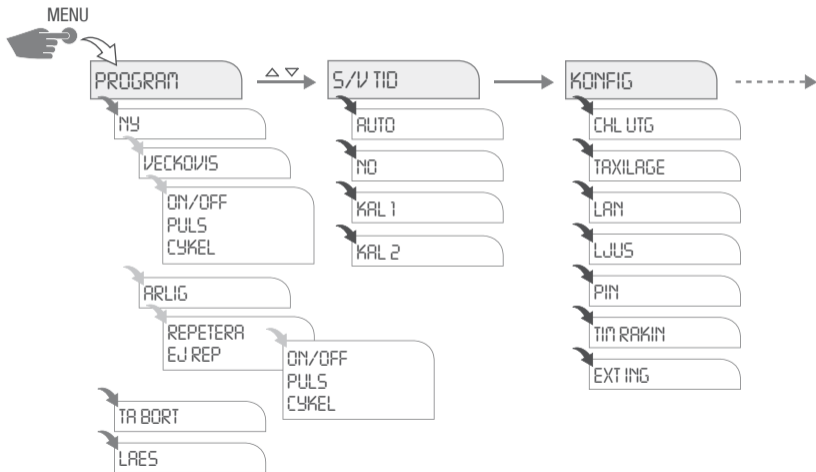 MENU
PROGRAM
NY
VECKOVIS
ON/OFF
PULS
CYKEL
ARLIG
REPETERA
EJ REP
ON/OFF
PULS
CYKEL
TA BORT
LAES
S/V TID
AUTO
NO
KAL 1
KAL 2
KONFIG
CHL UTG
TAXILAGE
LAN
LJUS
PIN
TIM RAKIN
EXT ING